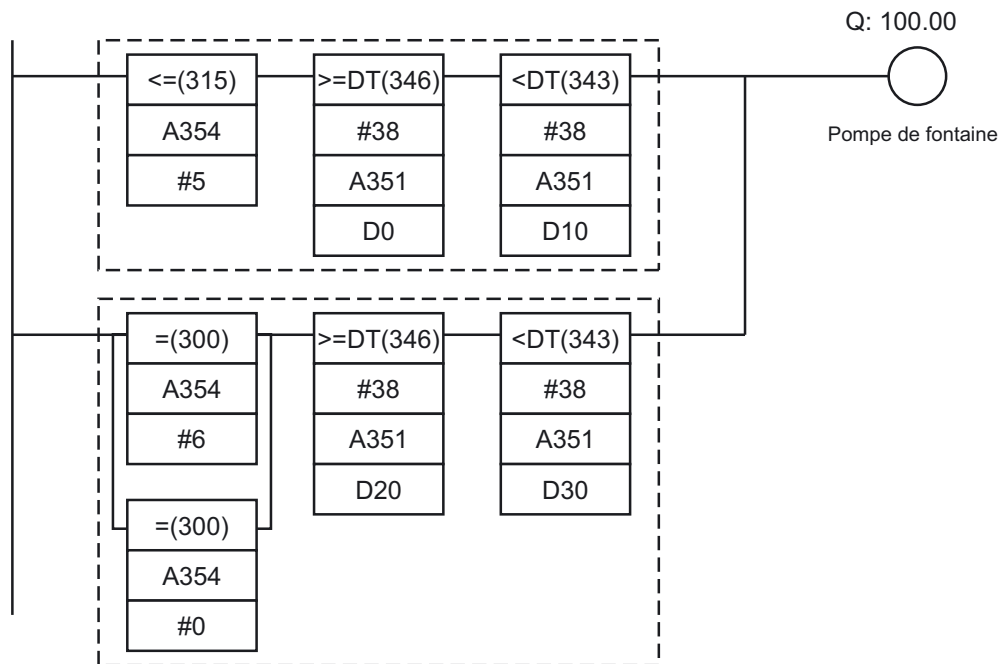 Q: 100.00
<=(315)
A354
#5
>=DT(346)
#38
A351
D0
<DT(343)
#38
A351
D10
Pompe de fontaine
=(300)
A354
#6
>=DT(346)
#38
A351
D20
<DT(343)
#38
A351
D30
=(300)
A354
#0